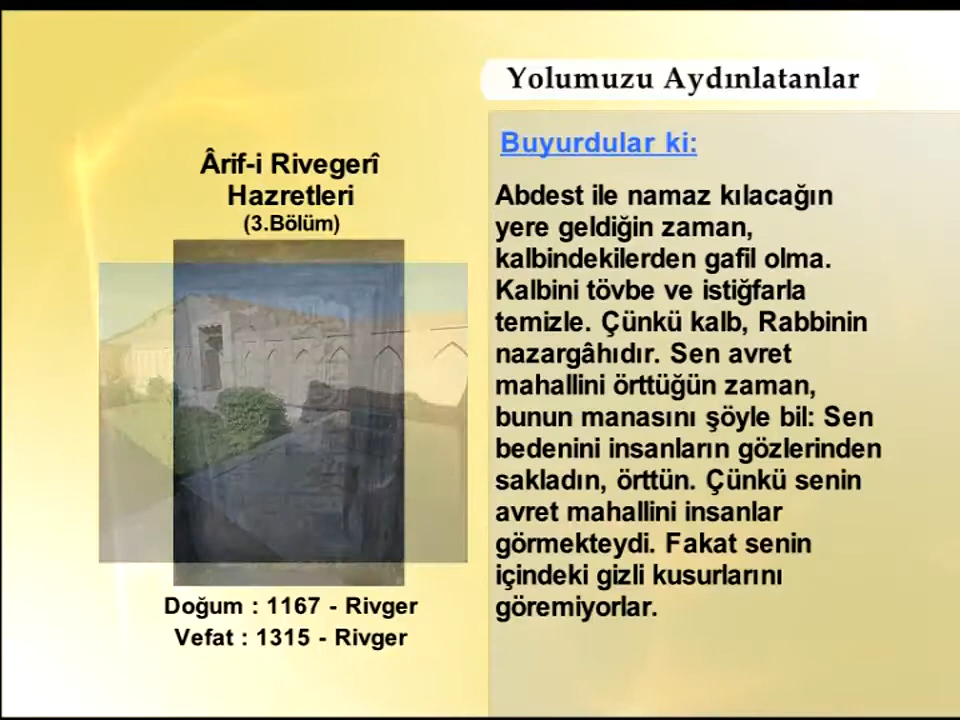 Yolumuzu Aydınlatanlar
Ârif-i Rivegerî
Hazretleri
(3.Bölüm)
Doğum : 1167 - Rivger
Vefat : 1315 - Rivger
Buyurdular ki:
Abdest ile namaz kılacağın
yere geldiğin zaman,
kalbindekilerden gafil olma.
Kalbini tövbe ve istiğfarla
temizle. Çünkü kalb, Rabbinin
nazargâhıdır. Sen avret
mahallini örttüğün zaman,
bunun manasını şöyle bil: Sen
bedenini insanların gözlerinden
sakladın, örttün. Çünkü senin
avret mahallini insanlar
görmekteydi. Fakat senin
içindeki gizli kusurlarını
göremiyorlar.